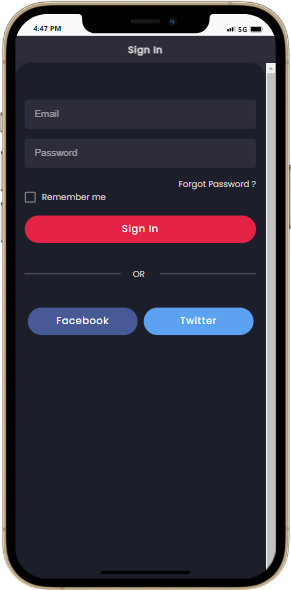 4:47 PM
5G
Sign In
Email
Password
Forgot Password ?
Remember me
Sign In
OR
Facebook
Twitter